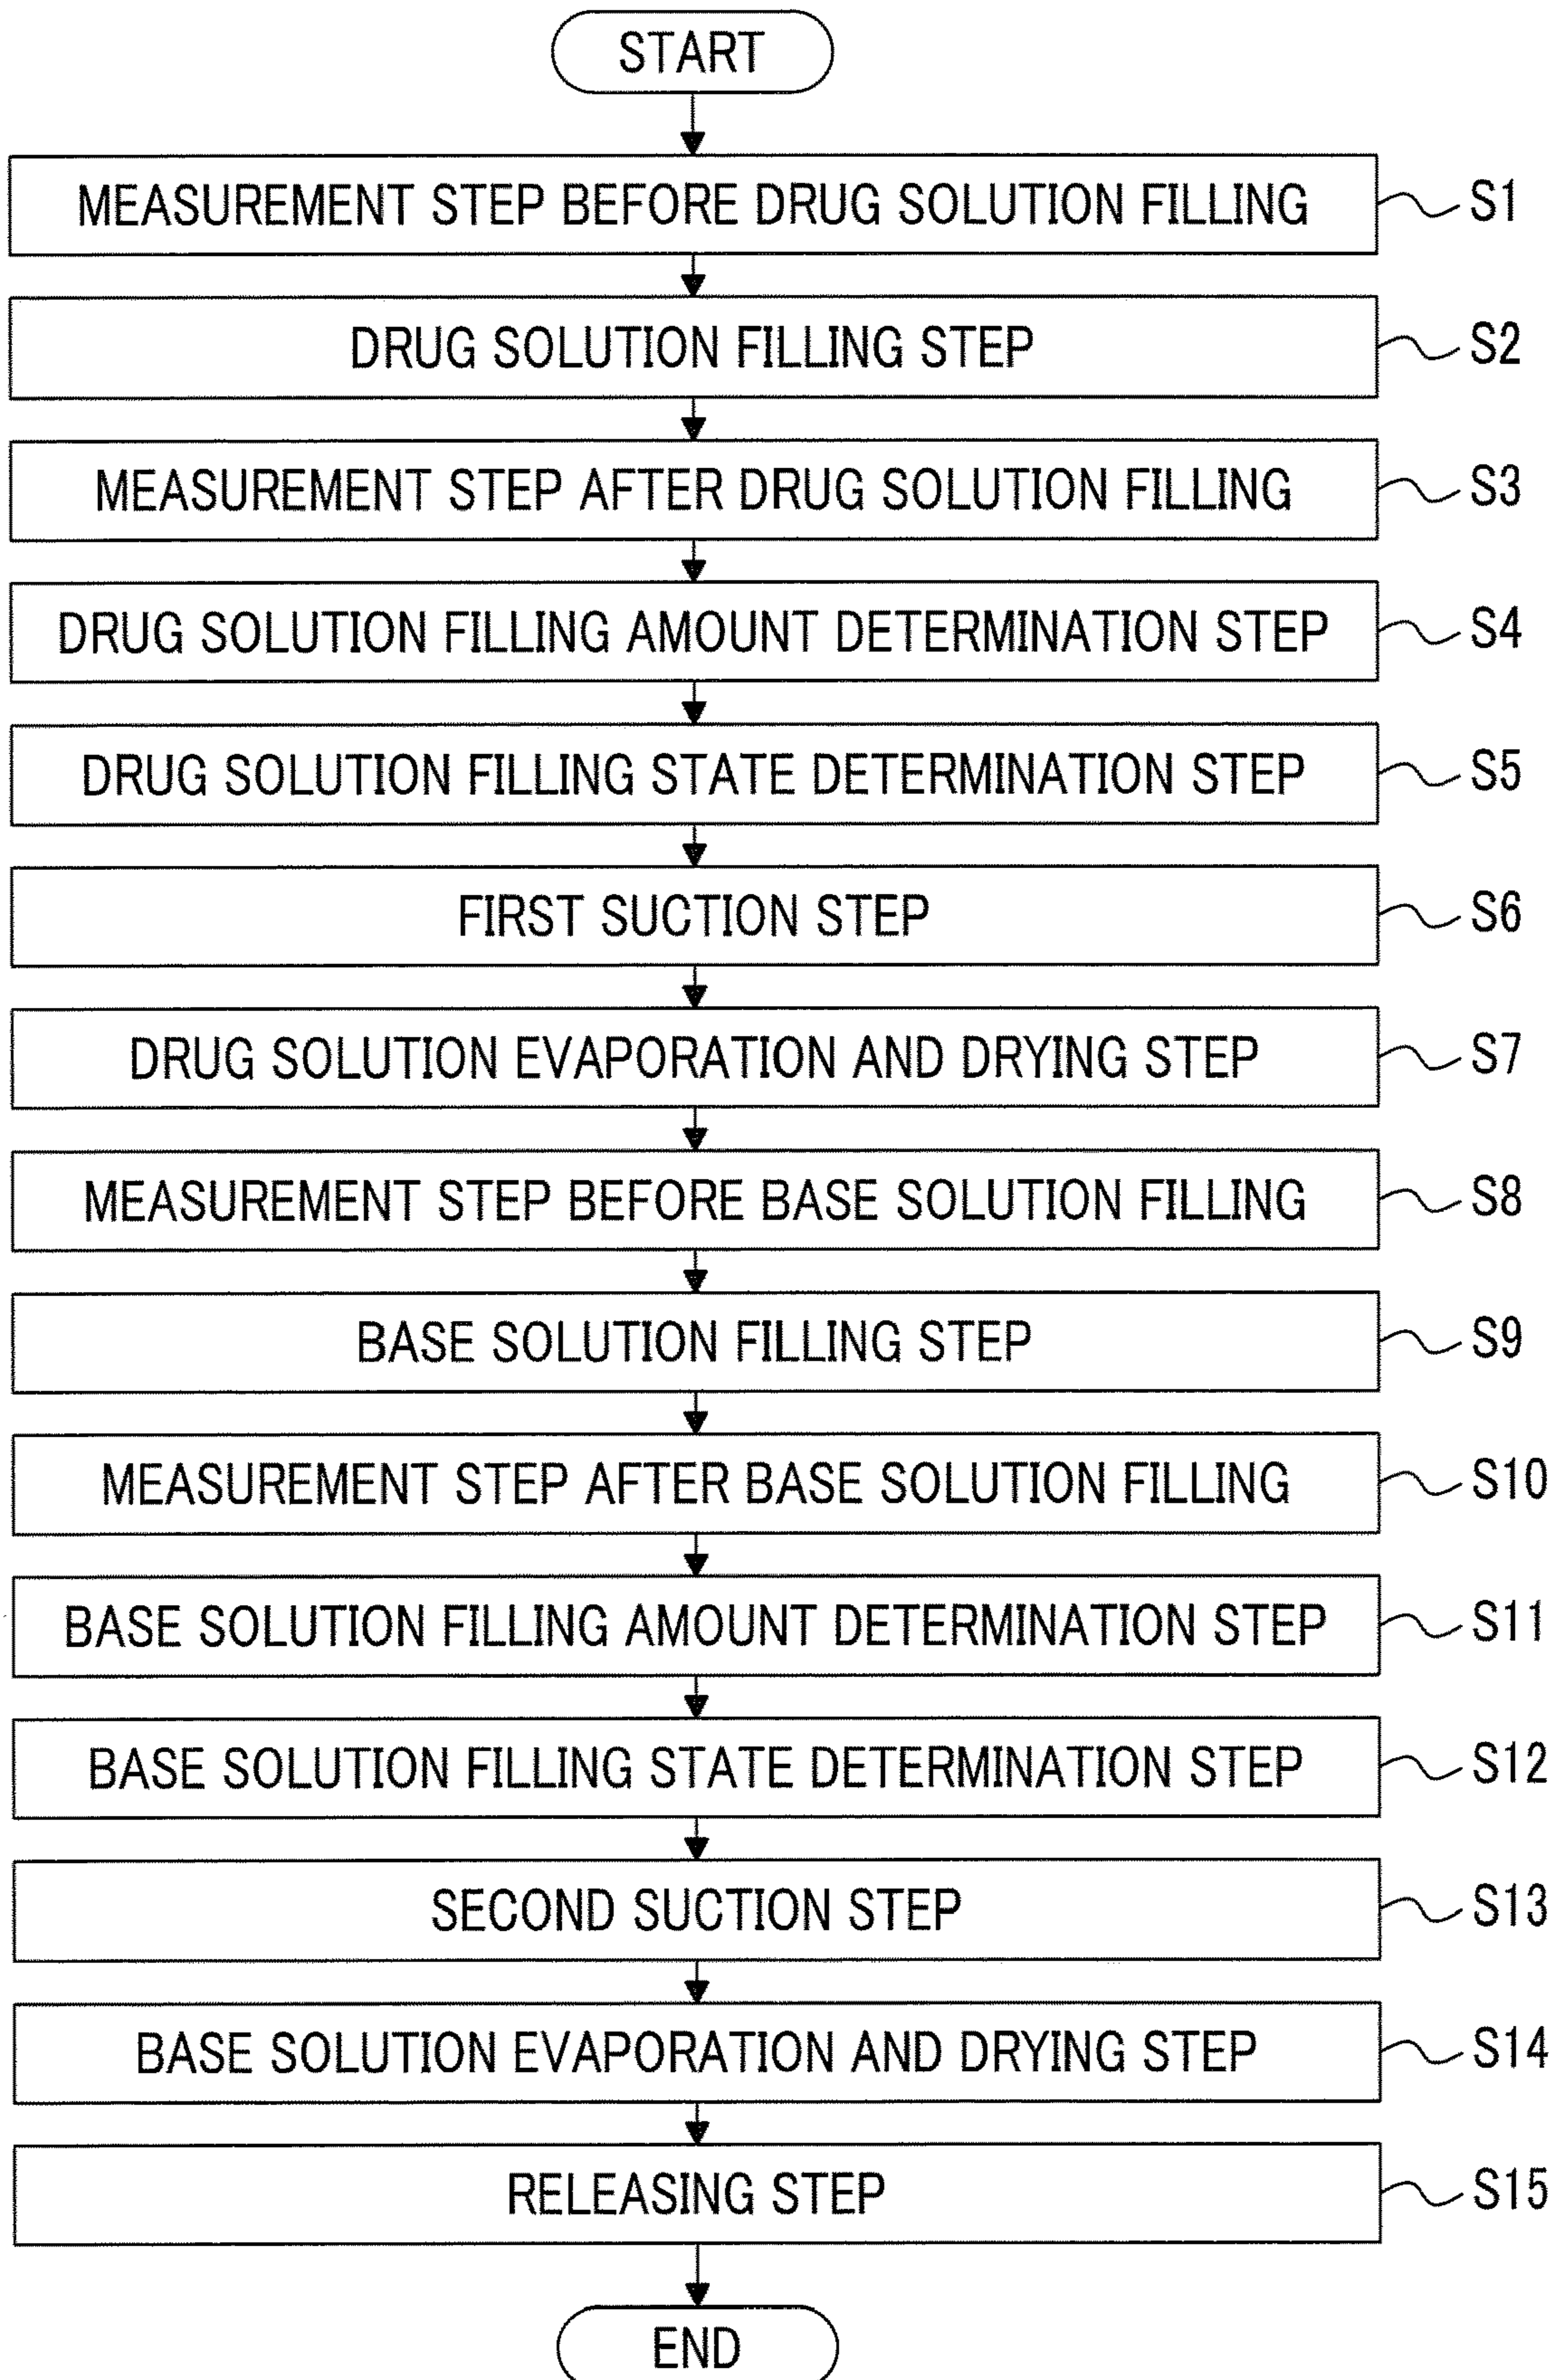 START
MEASUREMENT STEP BEFORE DRUG SOLUTION FILLING S1
DRUG SOLUTION FILLING STEP S2
MEASUREMENT STEP AFTER DRUG SOLUTION FILLING S3
DRUG SOLUTION FILLING AMOUNT DETERMINATION STEP S4
DRUG SOLUTION FILLING STATE DETERMINATION STEP S5
FIRST SUCTION STEP S6
DRUG SOLUTION EVAPORATION AND DRYING STEP S7
MEASUREMENT STEP BEFORE BASE SOLUTION FILLING S8
BASE SOLUTION FILLING STEP S9
MEASUREMENT STEP AFTER BASE SOLUTION FILLING S10
BASE SOLUTION FILLING AMOUNT DETERMINATION STEP S11
BASE SOLUTION FILLING STATE DETERMINATION STEP S12
SECOND SUCTION STEP S13
BASE SOLUTION EVAPORATION AND DRYING STEP S14
RELEASING STEP S15
END